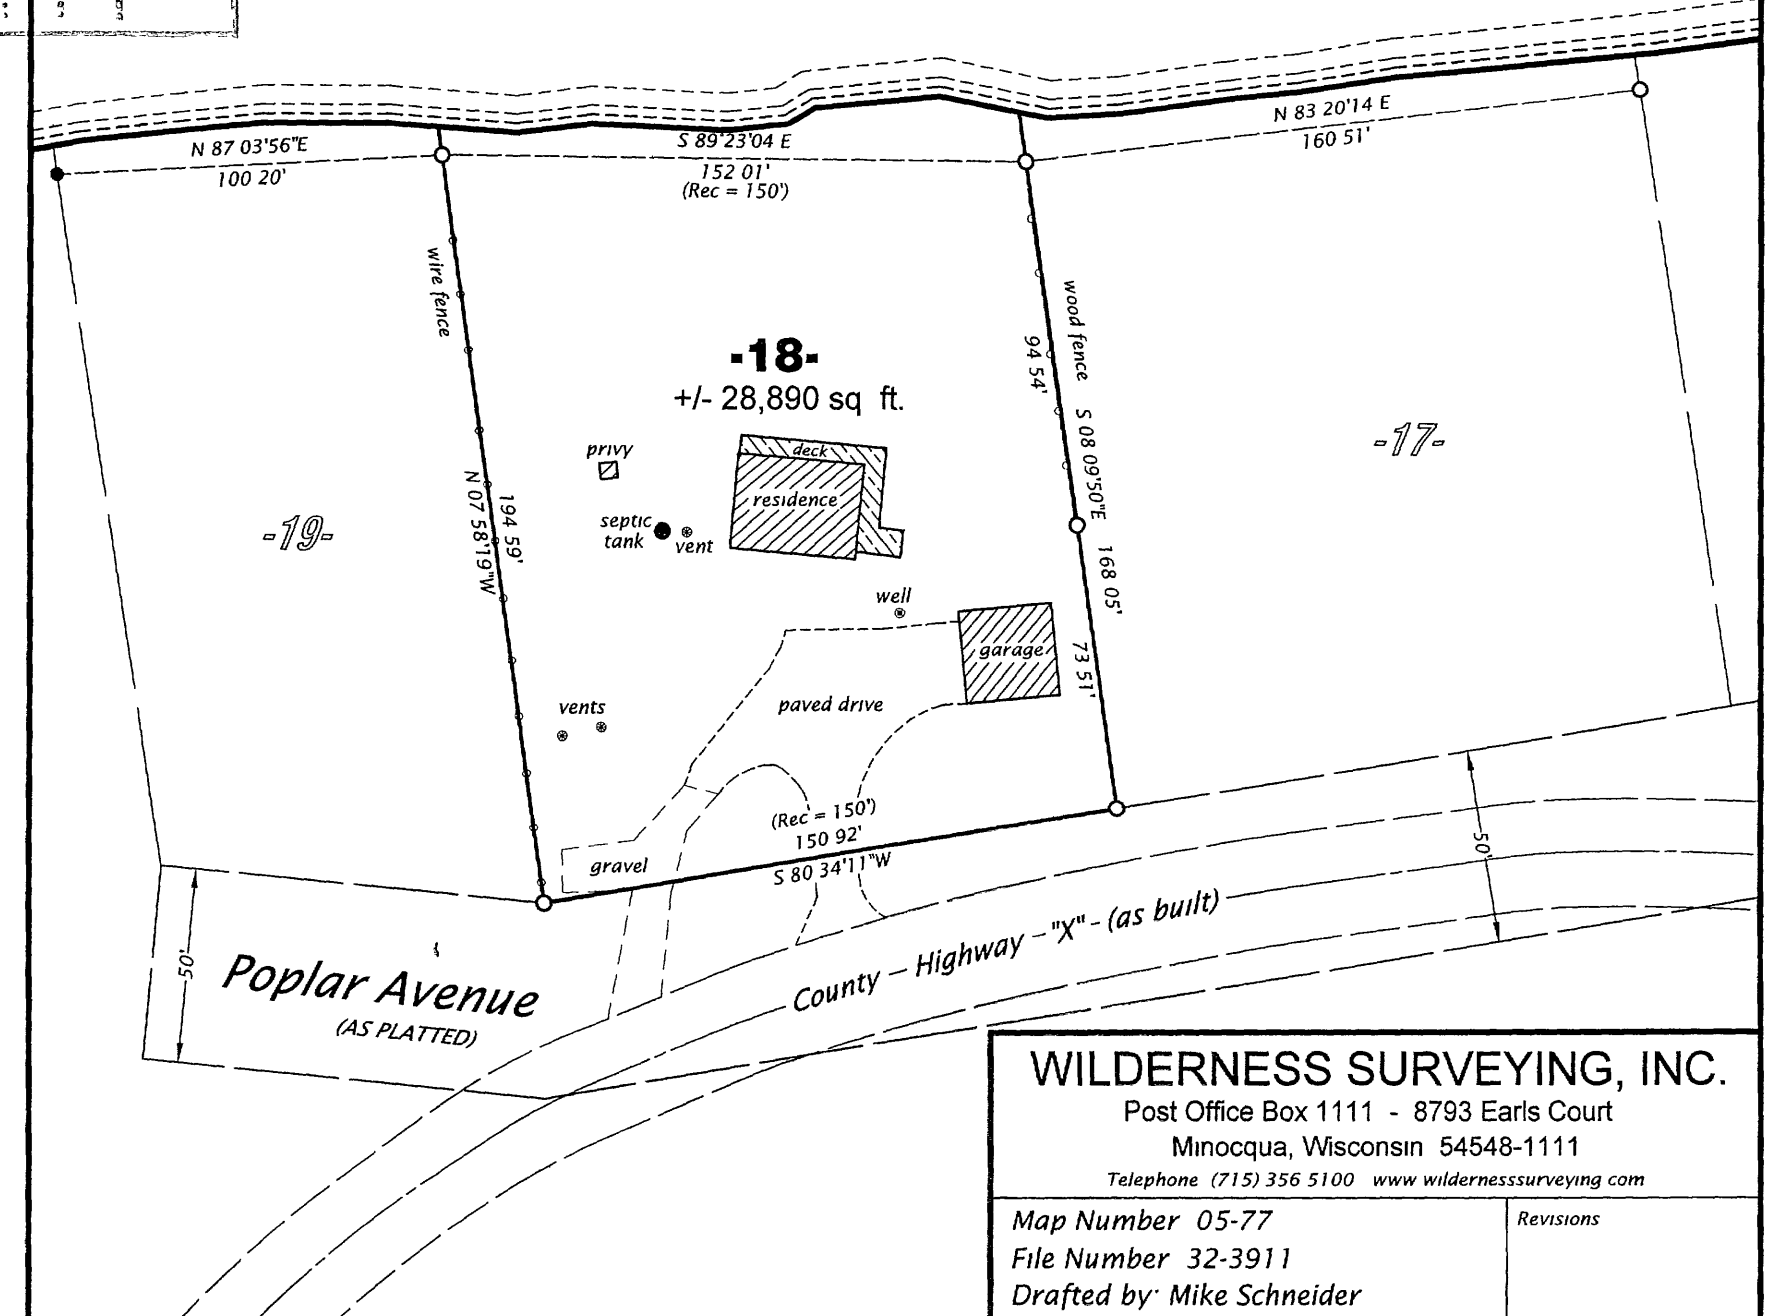 N 87 03'56"E
100 20'
S 89°23'04 E
152 01'
(Rec = 150')
N 83 20'14 E
160 51'
wire fence
wood fence
94 54'
S 08 09'50"E
-18-
+/- 28,890 sq ft.
-17-
-19-
privy
deck
residence
septic
tank
vent
194 59'
N 07 58'19"W
168 05'
well
garage
73 51'
vents
paved drive
(Rec = 150')
150 92'
S 80 34'11"W
gravel
50'
50'
Poplar Avenue
(AS PLATTED)
County - Highway - "X" - (as built)
WILDERNESS SURVEYING, INC.
Post Office Box 1111 - 8793 Earls Court
Minocqua, Wisconsin 54548-1111
Telephone (715) 356 5100 www wildernesssurveying com
Map Number 05-77
Revisions
File Number 32-3911
Drafted by: Mike Schneider